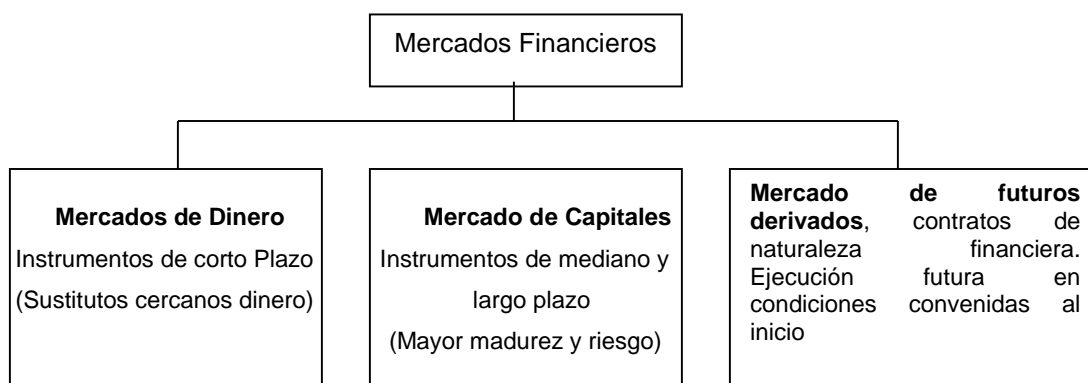 Mercados Financieros
Mercados de Dinero
Instrumentos de corto Plazo
(Sustitutos cercanos dinero)
Mercado de Capitales
Instrumentos de mediano y
largo plazo
(Mayor madurez y riesgo)
Mercado de futuros
derivados, contratos de
naturaleza financiera.
Ejecución futura en
condiciones convenidas al
inicio